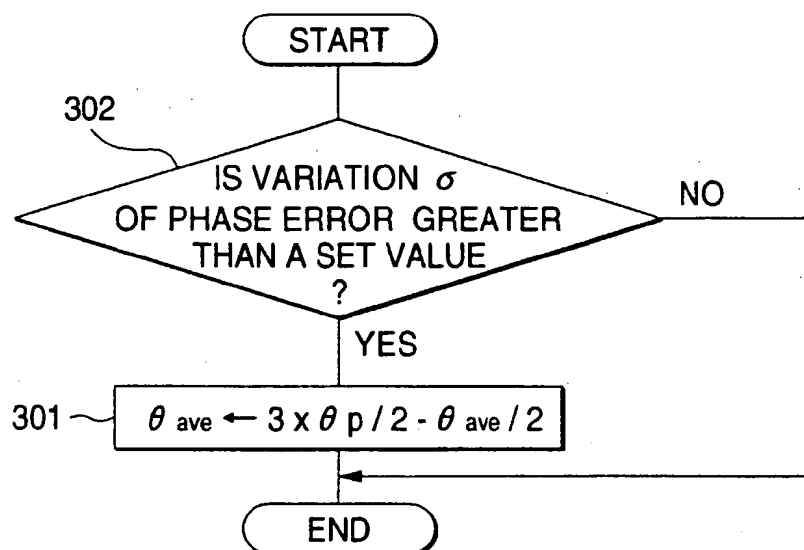 START
302
IS VARIATION σ
OF PHASE ERROR GREATER
THAN A SET VALUE
?
NO
YES
301
θ ave ← 3 x θ p / 2 - θ ave / 2
END